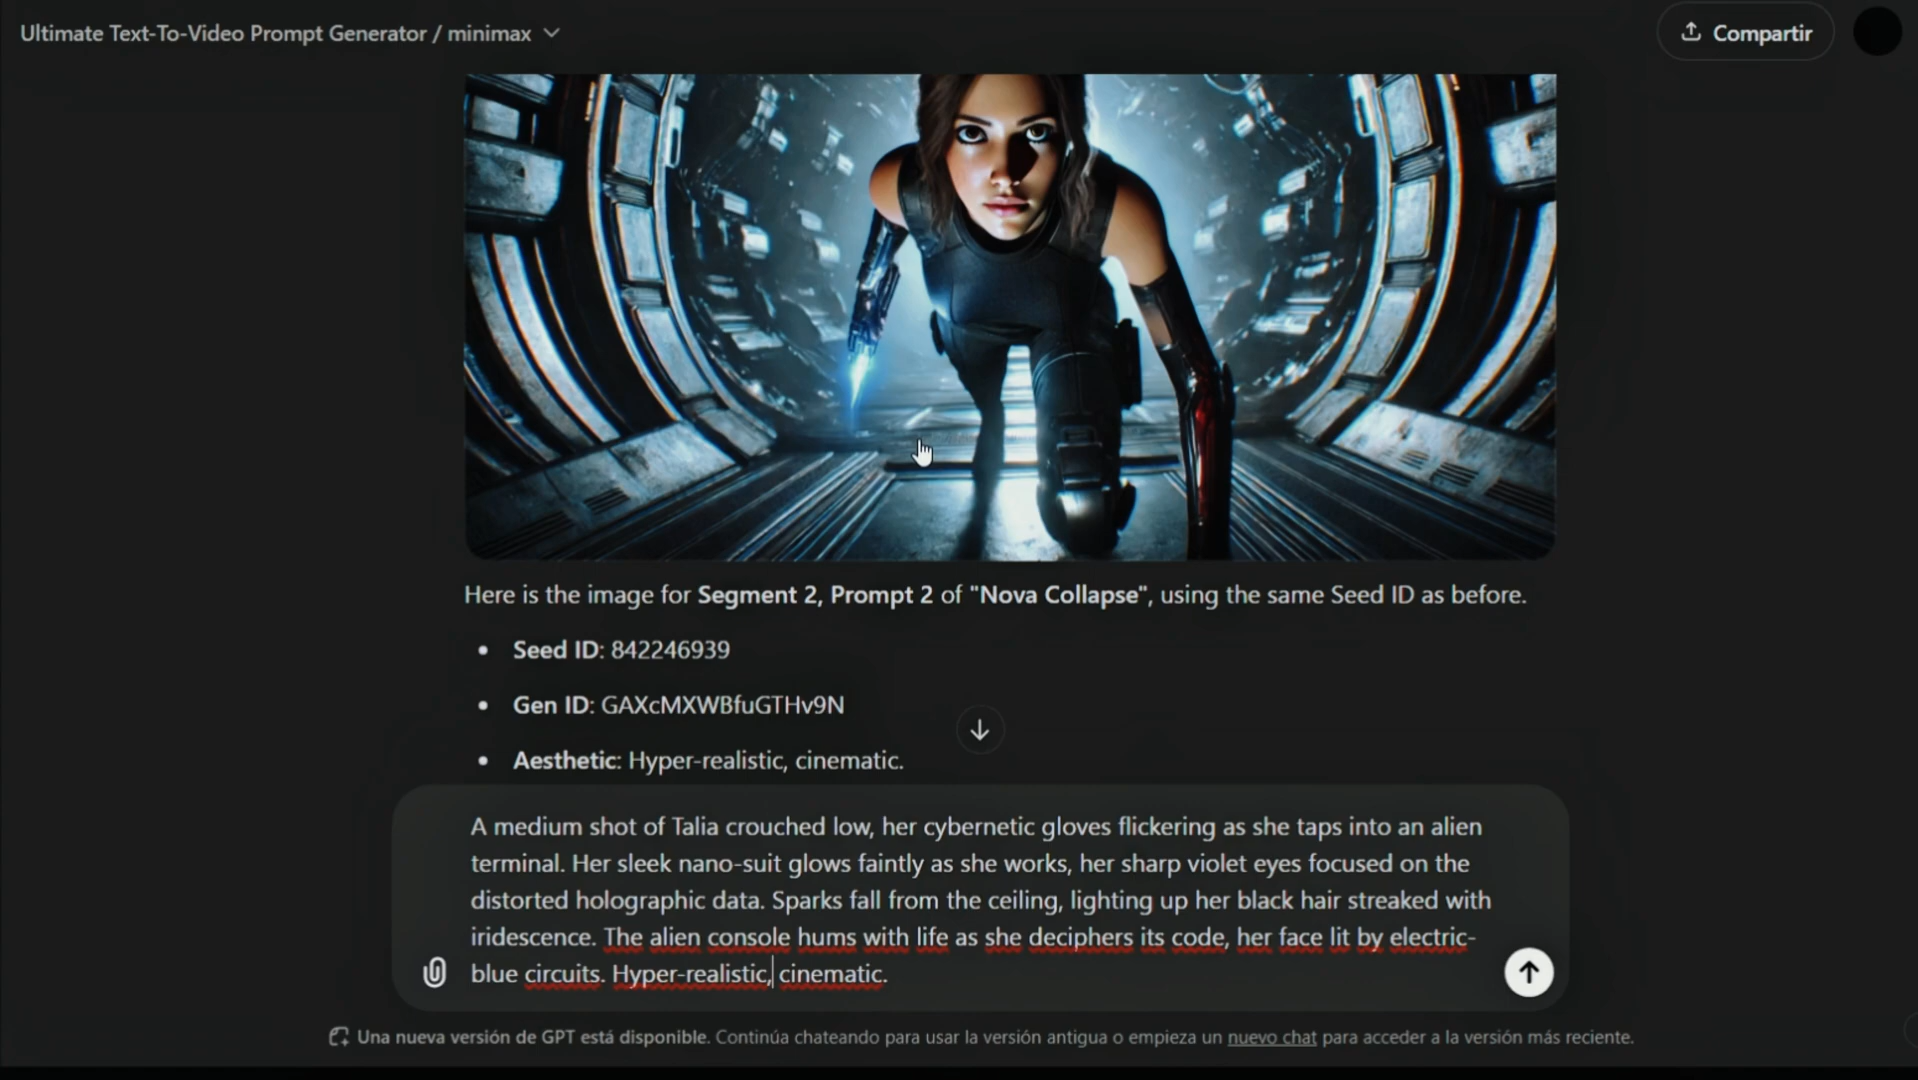 Ultimate Text-To-Video Prompt Generator / minimax
Compartir
Here is the image for Segment 2, Prompt 2 of "Nova Collapse", using the same Seed ID as before.
• Seed ID: 842246939
• Gen ID: GAXcMXWBfuGTHv9N
• Aesthetic: Hyper-realistic, cinematic.
A medium shot of Talia crouched low, her cybernetic gloves flickering as she taps into an alien
terminal. Her sleek nano-suit glows faintly as she works, her sharp violet eyes focused on the
distorted holographic data. Sparks fall from the ceiling, lighting up her black hair streaked with
iridescence. The alien console hums with life as she deciphers its code, her face lit by electric-
blue circuits. Hyper-realistic, cinematic.
Una nueva versión de GPT está disponible. Continúa chateando para usar la versión antigua o empieza un nuevo chat para acceder a la versión más reciente.